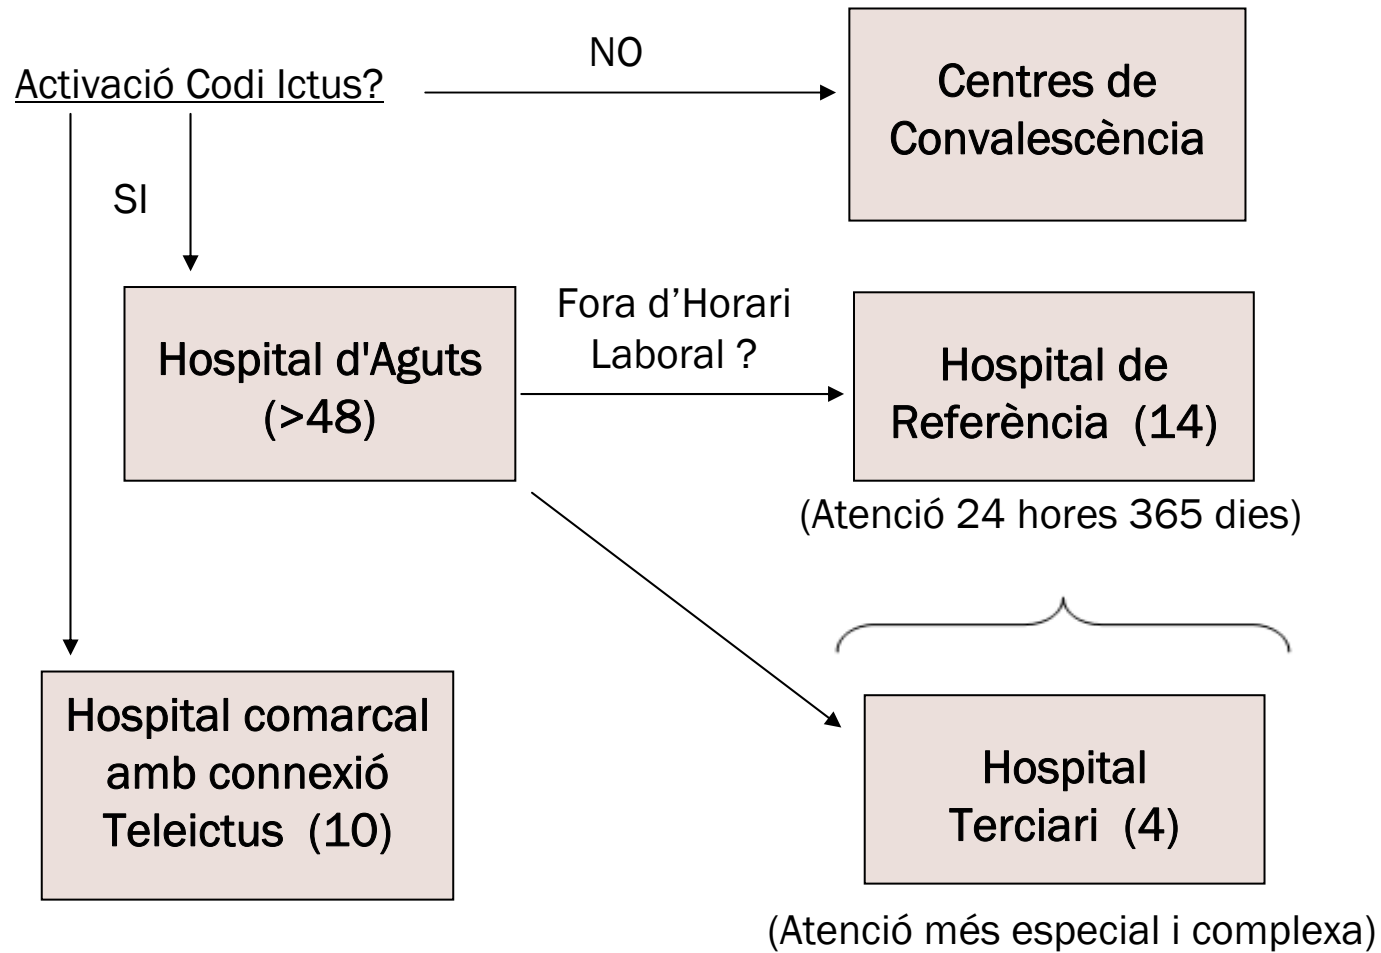 NO
Activació Codi Ictus?
Centres de
Convalescència
SI
Hospital d'Aguts
(>48)
Fora d’Horari
Laboral ?
Hospital de
Referència (14)
(Atenció 24 hores 365 dies)
Hospital comarcal
amb connexió
Teleictus (10)
Hospital
Terciari (4)
(Atenció més especial i complexa)